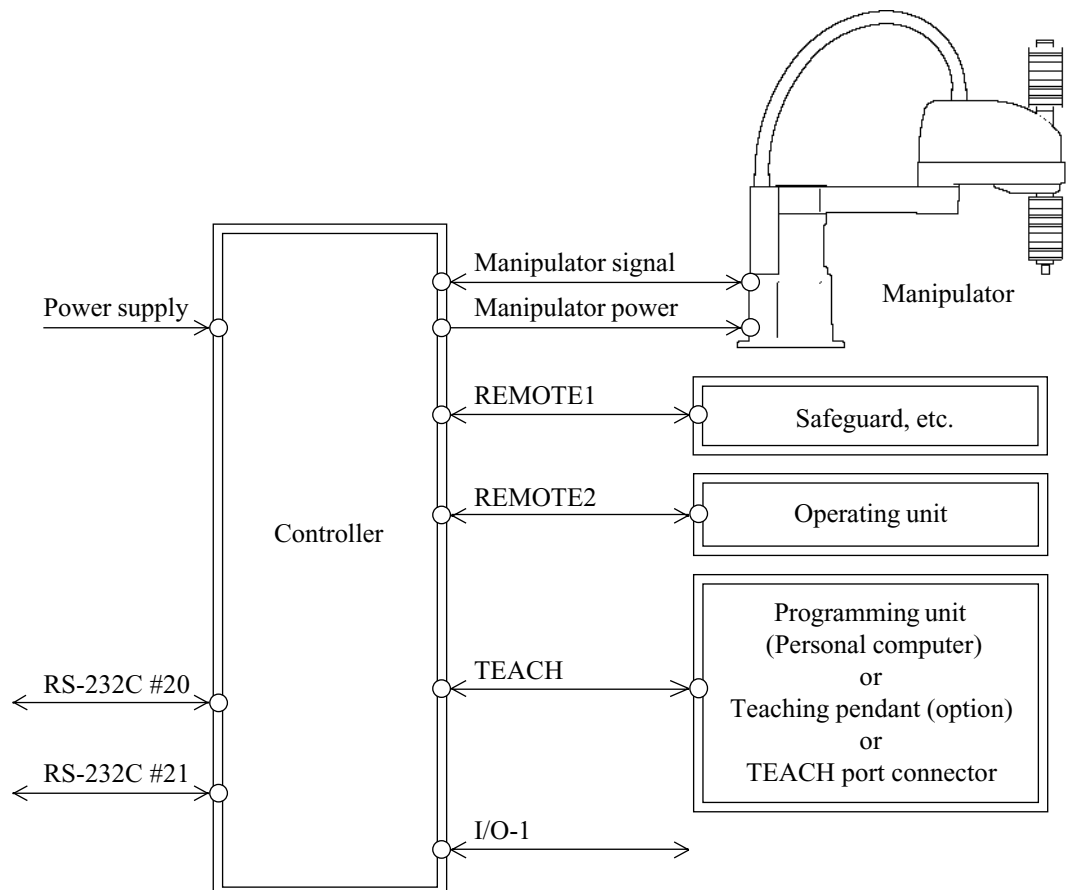 Manipulator signal
Power supply
Manipulator power
Manipulator
REMOTE1
Safeguard, etc.
REMOTE2
Operating unit
Controller
Programming unit
(Personal computer)
or
Teaching pendant (option)
or
TEACH port connector
TEACH
RS-232C #20
RS-232C #21
I/O-1